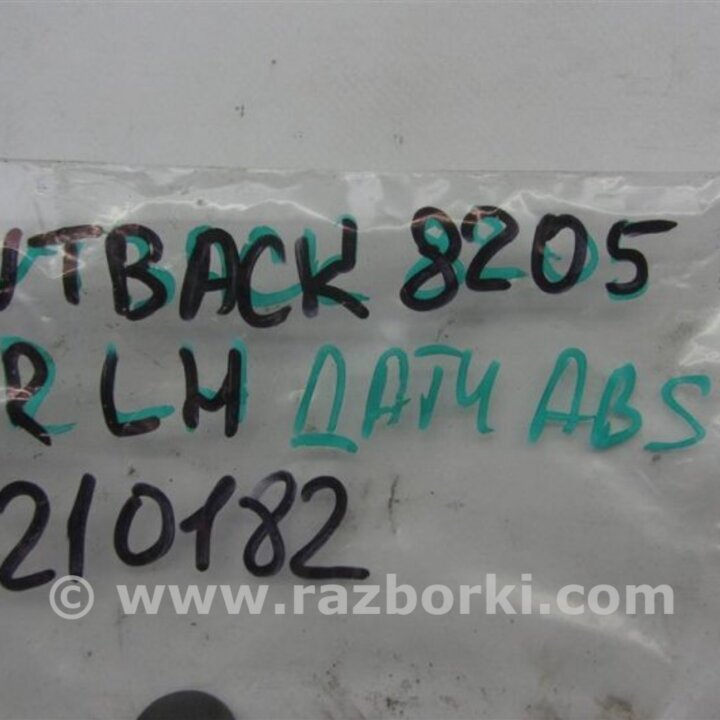 UTBACK 8205
R LH ДАТЧ ABS
210182
© www.razborki.com